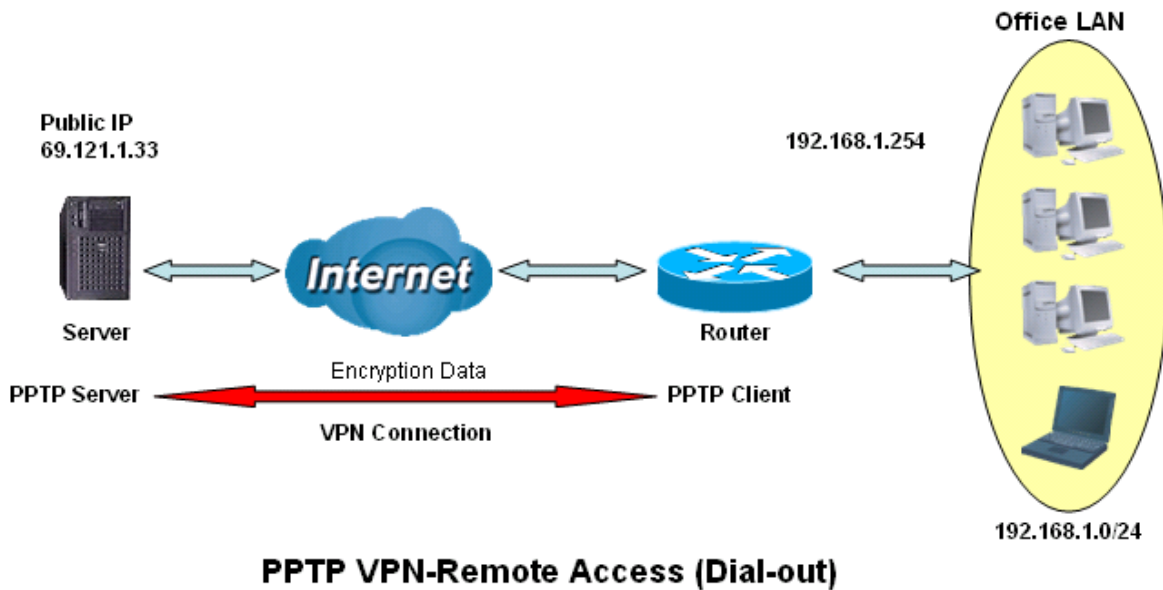 Office LAN
Public IP
69.121.1.33
192.168.1.254
Internet
Server
Router
Encryption Data
PPTP Server
PPTP Client
VPN Connection
192.168.1.0/24
PPTP VPN-Remote Access (Dial-out)